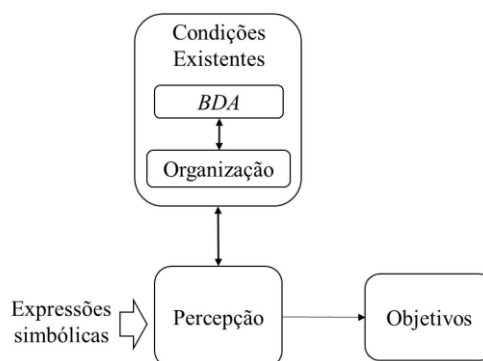 Condições
Existentes
BDA
Organização
Expressões
simbólicas
Percepção
Objetivos